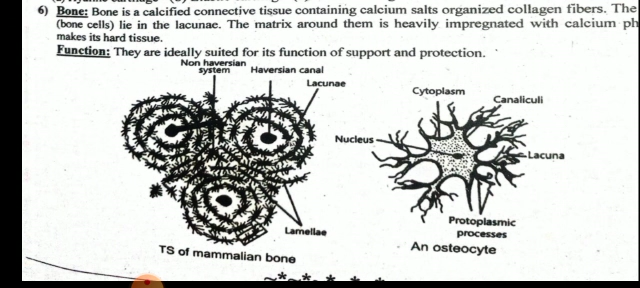 6) Bone: Bone is a calcified connective tissue containing calcium salts organized collagen fibers. The
(bone cells) lie in the lacunae. The matrix around them is heavily impregnated with calcium ph
makes its hard tissue.
Function: They are ideally suited for its function of support and protection.
Non haversian
system
Haversian canal
Lacunae
Lamellae
TS of mammalian bone
Cytoplasm
Canaliculi
Nucleus
Lacuna
Protoplasmic
processes
An osteocyte